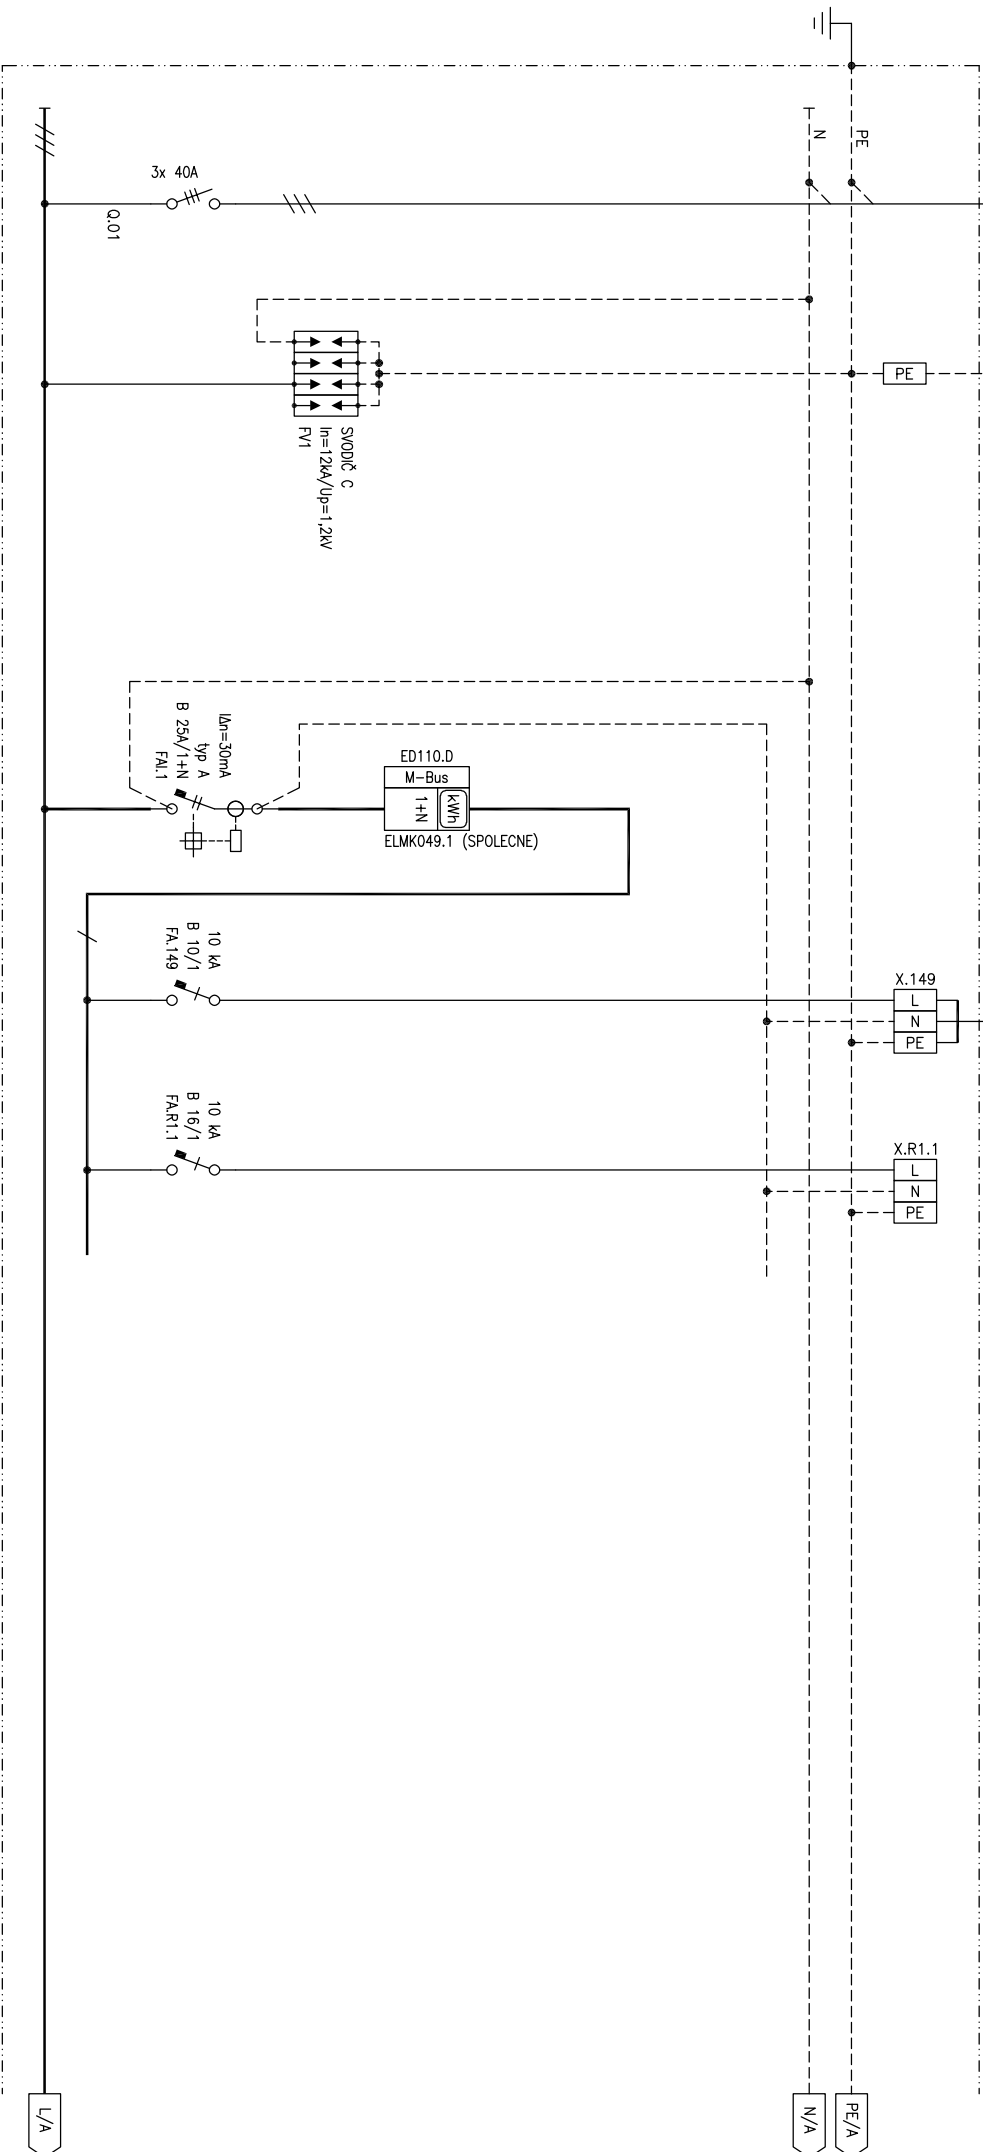 N
PE
3x 40A
Q.01
PE
SVODIČ C
In=12kA/Up=1,2kV
FV1
IΔn=30mA
typ A
B 25A/1+N
FAI.1
ED110.D
M-Bus
kWh
1+N
ELMK049.1 (SPOLECNE)
10 kA
B 10/1
FA.149
X.149
L
N
PE
10 kA
B 16/1
FA.R1.1
X.R1.1
L
N
PE
L/A
N/A
PE/A